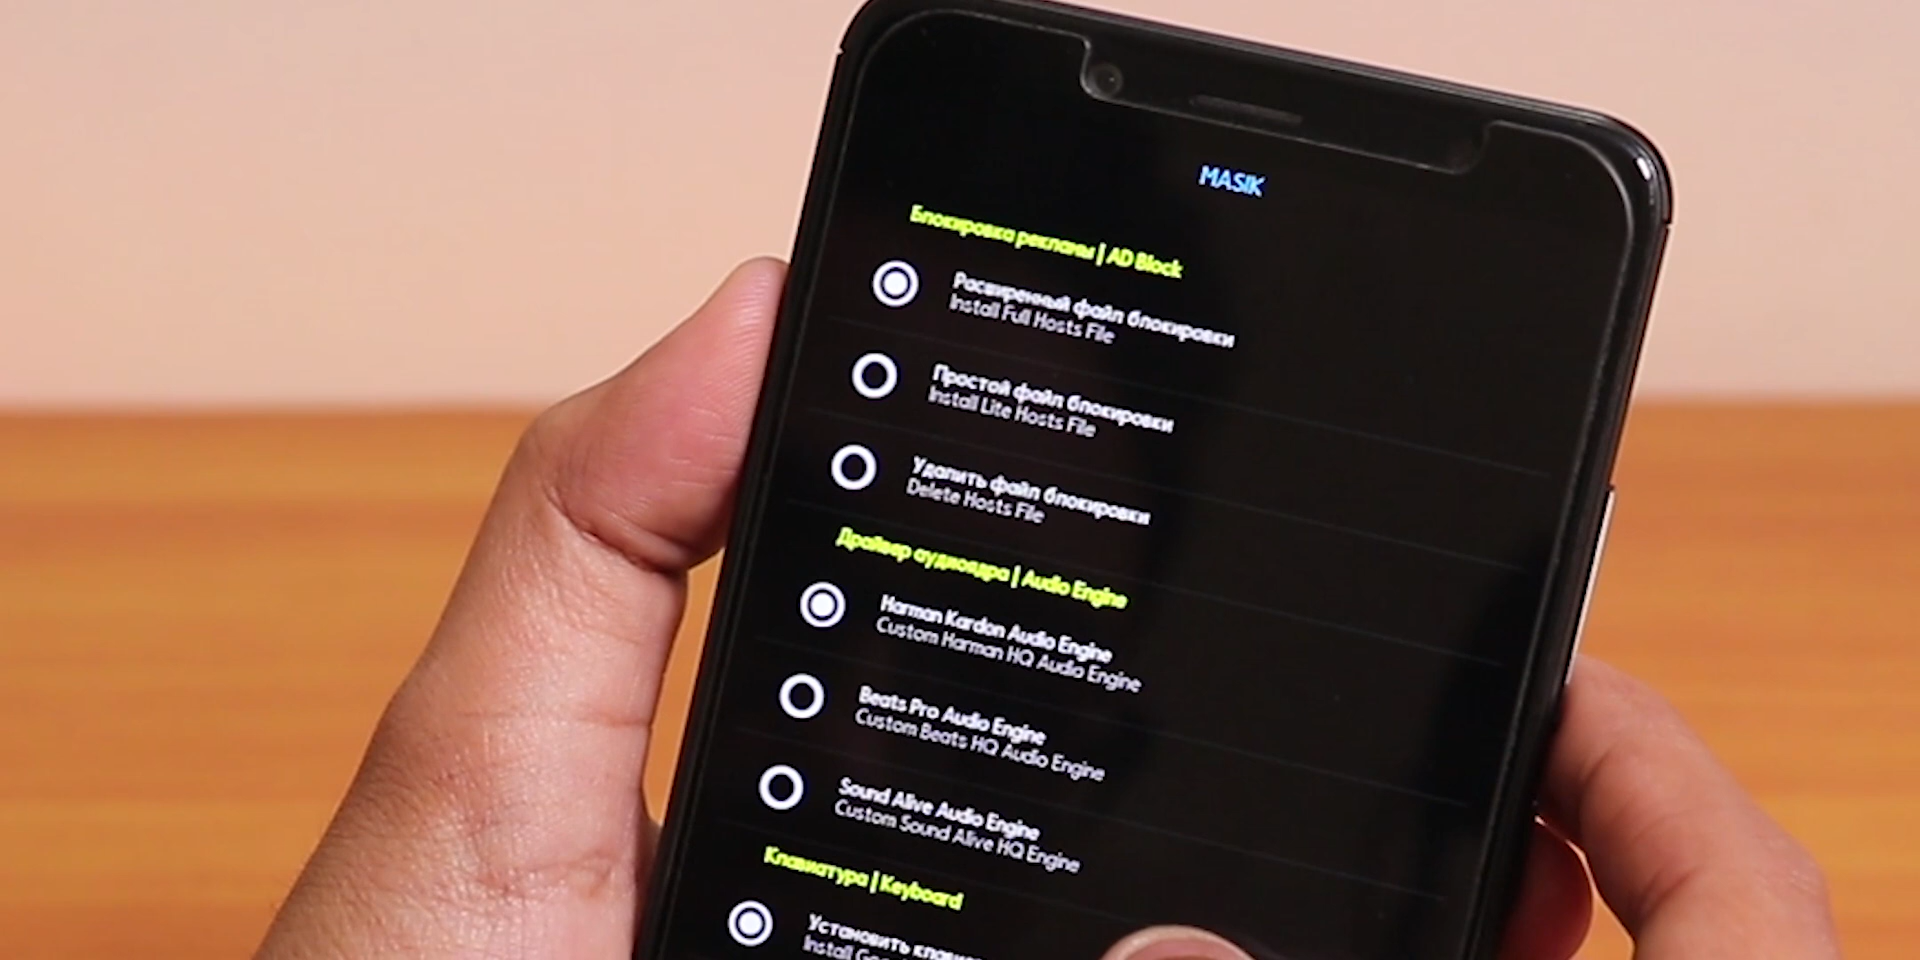 MASIK
Блокировка рекламы | AD Block
Расширенный файл блокировки
Install Full Hosts File
Простой файл блокировки
Install Lite Hosts File
Удалить файл блокировки
Delete Hosts File
Драйвер аудиоядра | Audio Engine
Harman Kardon Audio Engine
Custom Harman HQ Audio Engine
Beats Pro Audio Engine
Custom Beats HQ Audio Engine
Sound Alive Audio Engine
Custom Sound Alive HQ Engine
Клавиатура | Keyboard
Установить
Install